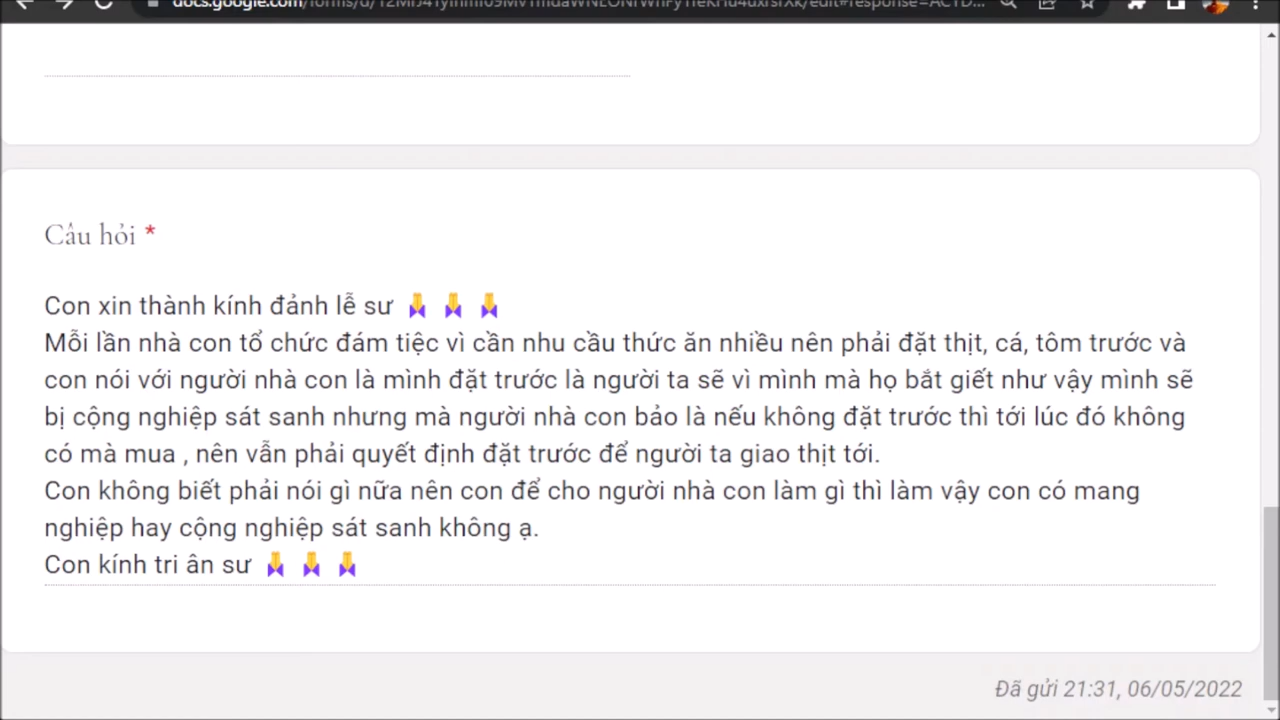 Câu hỏi *
Con xin thành kính đảnh lễ sư 🙏 🙏 🙏
Mỗi lần nhà con tổ chức đám tiệc vì cần nhu cầu thức ăn nhiều nên phải đặt thịt, cá, tôm trước và
con nói với người nhà con là mình đặt trước là người ta sẽ vì mình mà họ bắt giết như vậy mình sẽ
bị cộng nghiệp sát sanh nhưng mà người nhà con bảo là nếu không đặt trước thì tới lúc đó không
có mà mua , nên vẫn phải quyết định đặt trước để người ta giao thịt tới.
Con không biết phải nói gì nữa nên con để cho người nhà con làm gì thì làm vậy con có mang
nghiệp hay cộng nghiệp sát sanh không ạ.
Con kính tri ân sư 🙏 🙏 🙏
Đã gửi 21:31, 06/05/2022